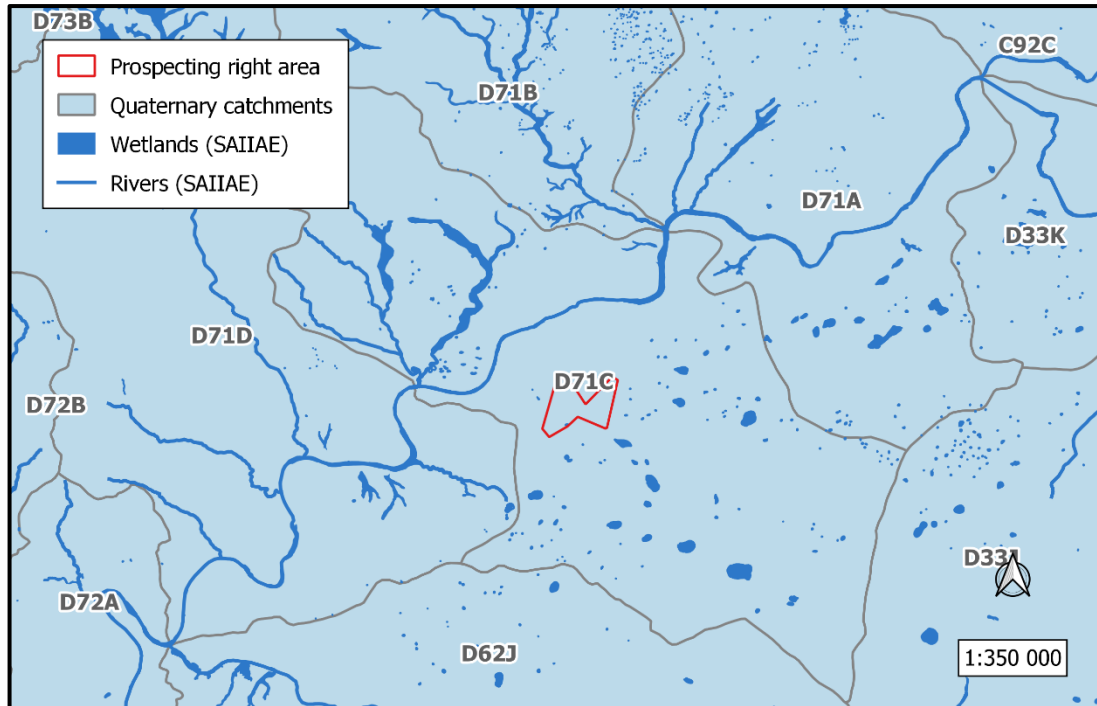 D73B
C92C
Prospecting right area
Quaternary catchments
Wetlands (SAIIAE)
Rivers (SAIIAE)
D71B
D71A
D33K
D71D
D71C
D72B
D33J
D72A
D62J
1:350 000